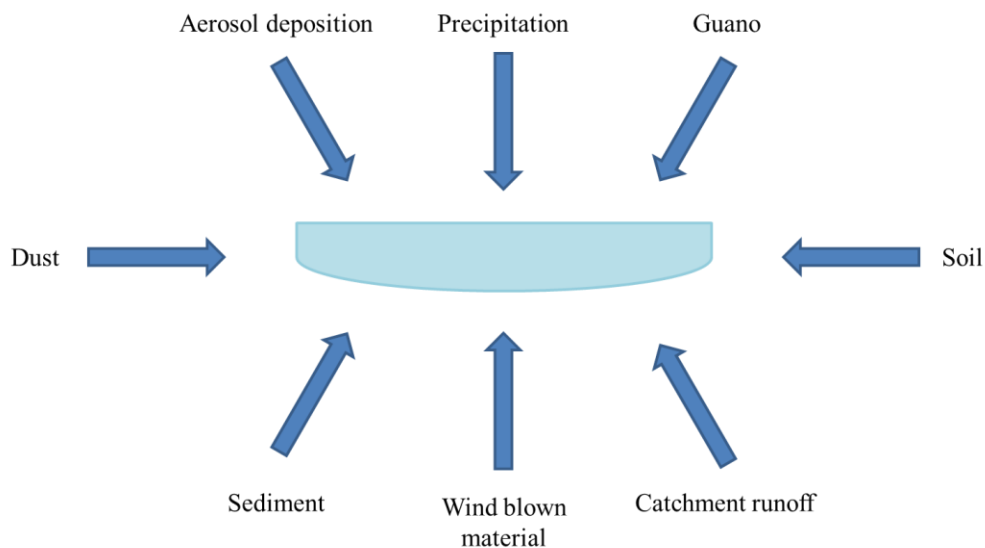 Aerosol deposition
Precipitation
Guano
Dust
Soil
Sediment
Wind blown
material
Catchment runoff